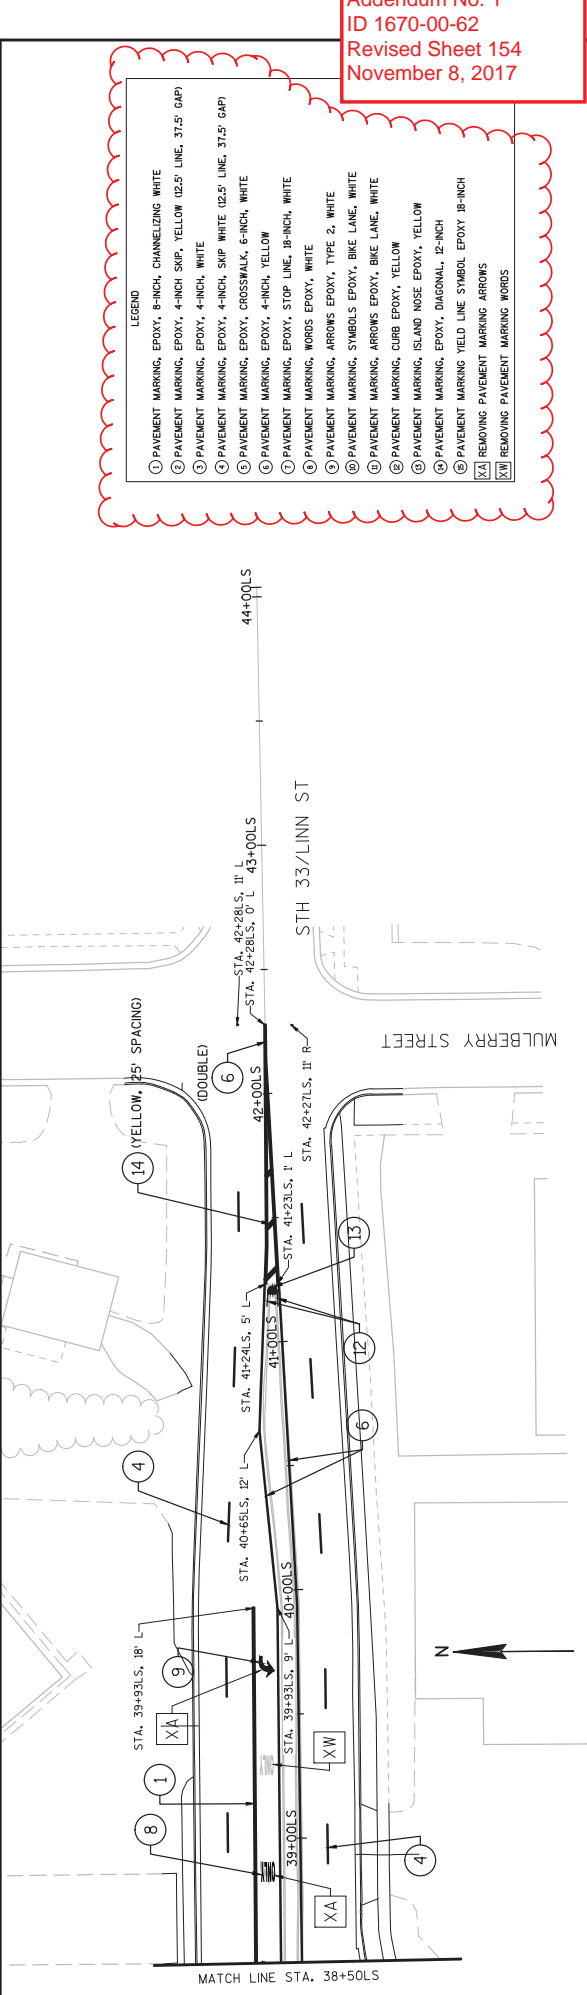 Addendum No. 1
ID 1670-00-62
Revised Sheet 154
November 8, 2017
LEGEND
1 PAVEMENT MARKING, EPOXY, 8-INCH, CHANNELIZING WHITE
2 PAVEMENT MARKING, EPOXY, 4-INCH SKIP, YELLOW (12.5' LINE, 37.5' GAP)
3 PAVEMENT MARKING, EPOXY, 4-INCH, WHITE
4 PAVEMENT MARKING, EPOXY, 4-INCH, SKIP WHITE (12.5' LINE, 37.5' GAP)
5 PAVEMENT MARKING, EPOXY, CROSSWALK, 6-INCH, WHITE
6 PAVEMENT MARKING, EPOXY, 4-INCH, YELLOW
7 PAVEMENT MARKING, EPOXY, STOP LINE, 18-INCH, WHITE
8 PAVEMENT MARKING, WORDS EPOXY, WHITE
9 PAVEMENT MARKING, ARROWS EPOXY, TYPE 2, WHITE
10 PAVEMENT MARKING, SYMBOLS EPOXY, BIKE LANE, WHITE
11 PAVEMENT MARKING, ARROWS EPOXY, BIKE LANE, WHITE
12 PAVEMENT MARKING, CURB EPOXY, YELLOW
13 PAVEMENT MARKING, ISLAND NOSE EPOXY, YELLOW
14 PAVEMENT MARKING, EPOXY, DIAGONAL, 12-INCH
15 PAVEMENT MARKING YIELD LINE SYMBOL EPOXY 18-INCH
XA REMOVING PAVEMENT MARKING ARROWS
XW REMOVING PAVEMENT MARKING WORDS
44+00LS
43+00LS
STH 33/LINN ST
STA. 42+28LS, 11' L
STA. 42+28LS, 0' L
MULBERRY STREET
14 (YELLOW, 25' SPACING)
(DOUBLE)
6
42+00LS
STA. 42+27LS, 11' R
STA. 41+23LS, 1' L
13
12
STA. 41+24LS, 5' L
41+00LS
6
4
STA. 40+65LS, 12' L
40+00LS
STA. 39+93LS, 18' L
9
XA
STA. 39+93LS, 9' L
N
XW
ONLY
1
8
39+00LS
ONLY
XA
4
MATCH LINE STA. 38+50LS